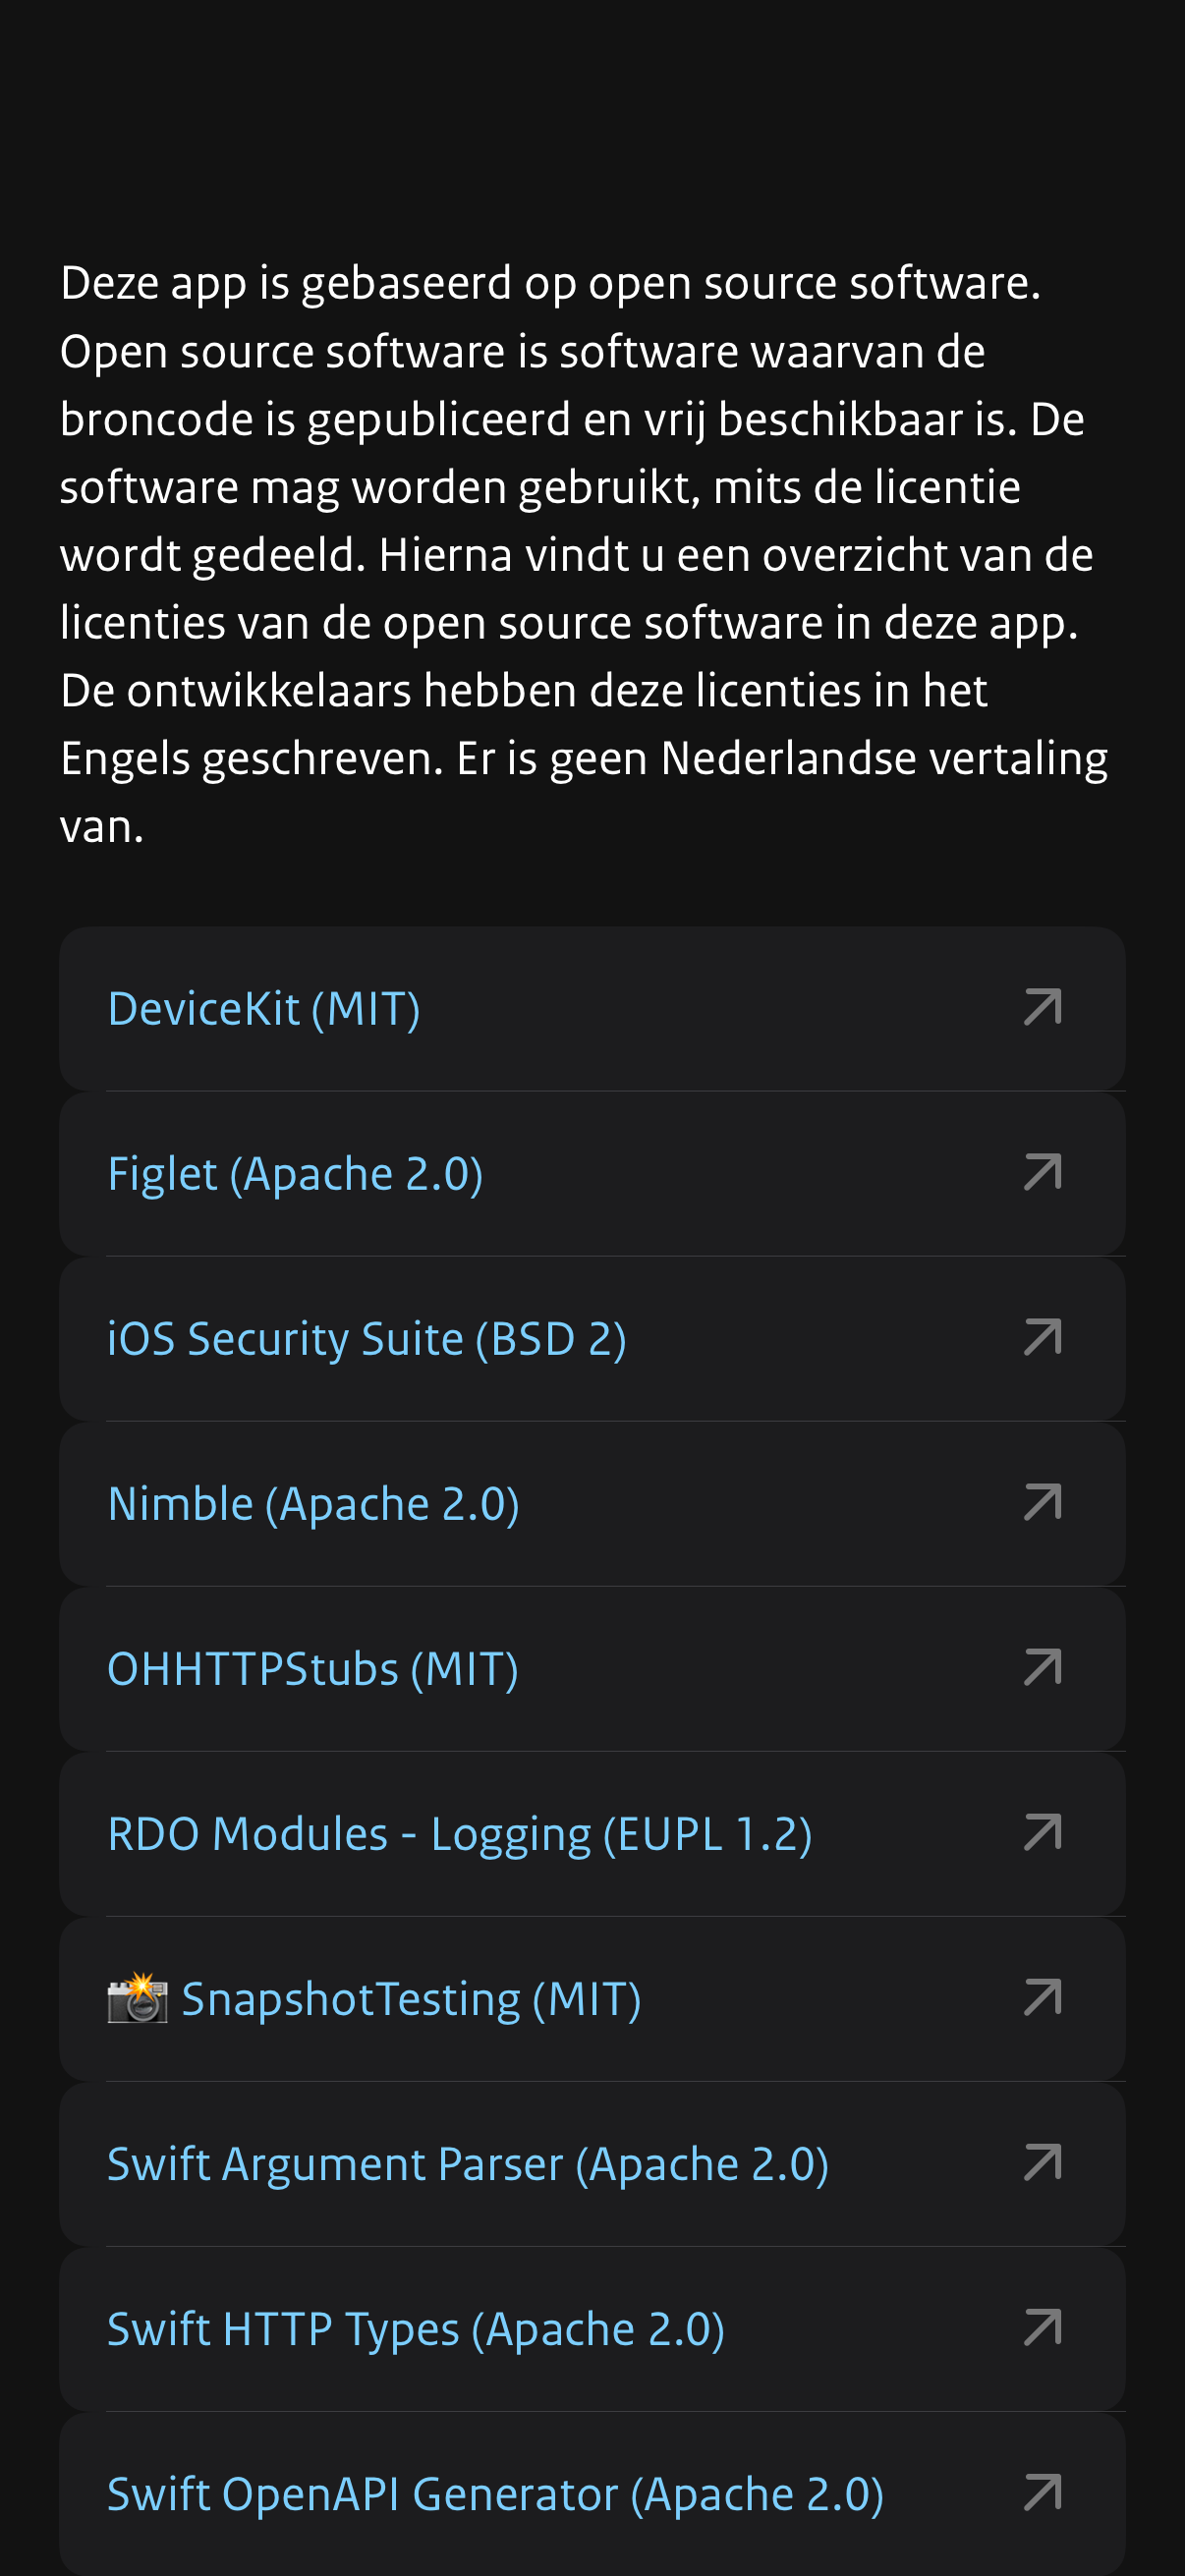 Deze app is gebaseerd op open source software.
Open source software is software waarvan de
broncode is gepubliceerd en vrij beschikbaar is. De
software mag worden gebruikt, mits de licentie
wordt gedeeld. Hierna vindt u een overzicht van de
licenties van de open source software in deze app.
De ontwikkelaars hebben deze licenties in het
Engels geschreven. Er is geen Nederlandse vertaling
van.
DeviceKit (MIT)
Figlet (Apache 2.0)
iOS Security Suite (BSD 2)
Nimble (Apache 2.0)
OHHTTPStubs (MIT)
RDO Modules - Logging (EUPL 1.2)
📸 SnapshotTesting (MIT)
Swift Argument Parser (Apache 2.0)
Swift HTTP Types (Apache 2.0)
Swift OpenAPI Generator (Apache 2.0)